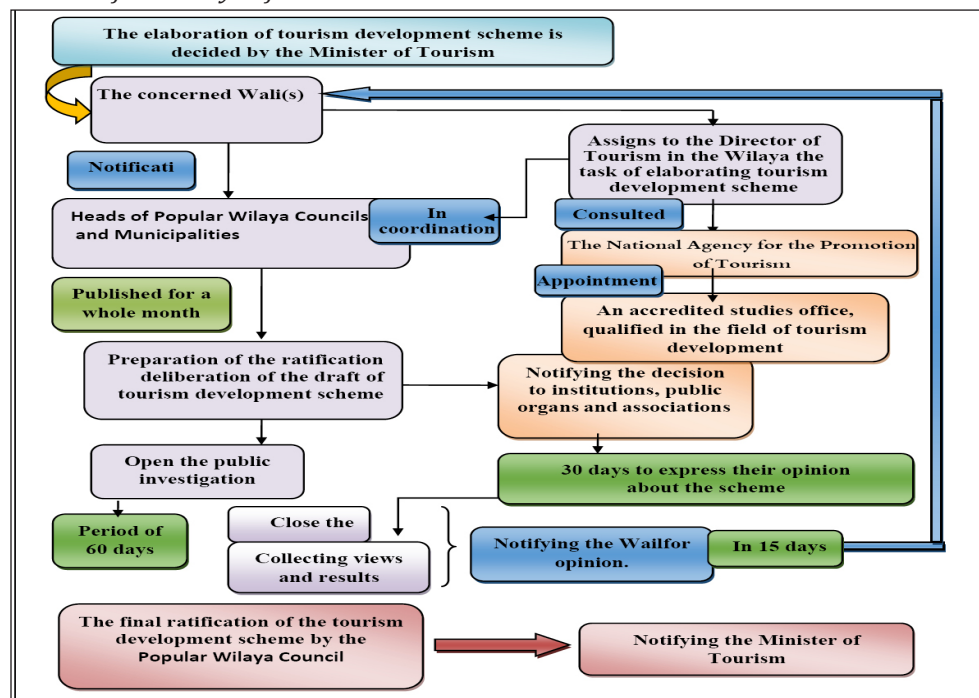 The elaboration of tourism development scheme is
decided by the Minister of Tourism
The concerned Wali(s)
Assigns to the Director of
Tourism in the Wilaya the
task of elaborating tourism
development scheme
Notificati
Heads of Popular Wilaya Councils
and Municipalities
In
coordination
Consulted
The National Agency for the Promotion
of Tourism
Appointment
Published for a
whole month
An accredited studies office,
qualified in the field of tourism
development
Preparation of the ratification
deliberation of the draft of
tourism development scheme
Notifying the decision
to institutions, public
organs and associations
Open the public
investigation
30 days to express their opinion
about the scheme
Period of
60 days
Close the
Collecting views
and results
Notifying the Wailfor
opinion.
In 15 days
The final ratification of the tourism
development scheme by the
Popular Wilaya Council
Notifying the Minister of
Tourism